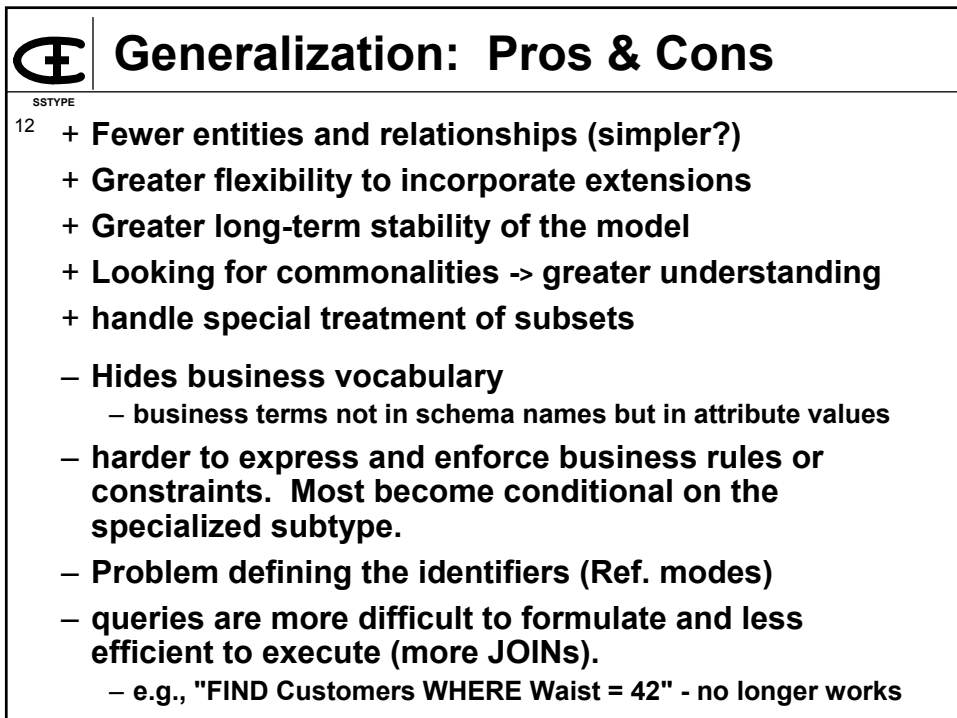 Generalization: Pros & Cons
SSTYPE
12
+ Fewer entities and relationships (simpler?)
+ Greater flexibility to incorporate extensions
+ Greater long-term stability of the model
+ Looking for commonalities -> greater understanding
+ handle special treatment of subsets
– Hides business vocabulary
– business terms not in schema names but in attribute values
– harder to express and enforce business rules or
constraints. Most become conditional on the
specialized subtype.
– Problem defining the identifiers (Ref. modes)
– queries are more difficult to formulate and less
efficient to execute (more JOINs).
– e.g., "FIND Customers WHERE Waist = 42" - no longer works